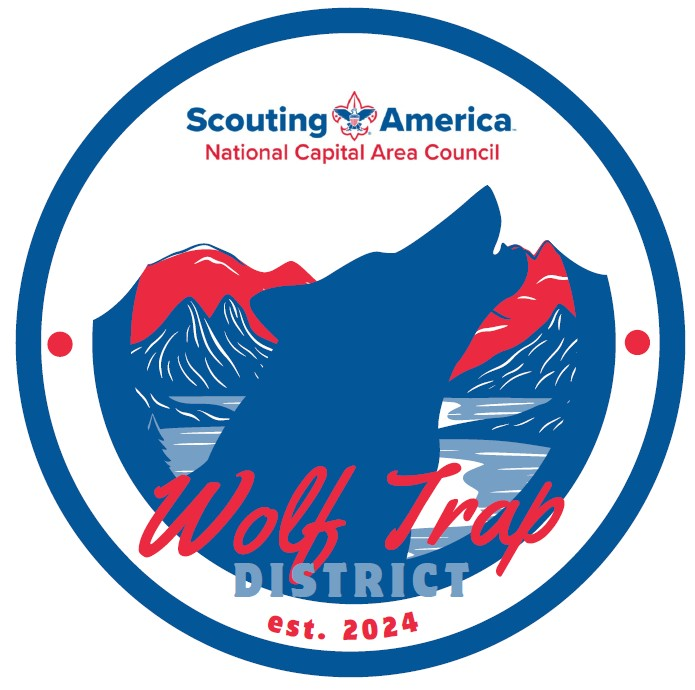 Scouting America
National Capital Area Council
Wolf Trap
DISTRICT
est. 2024